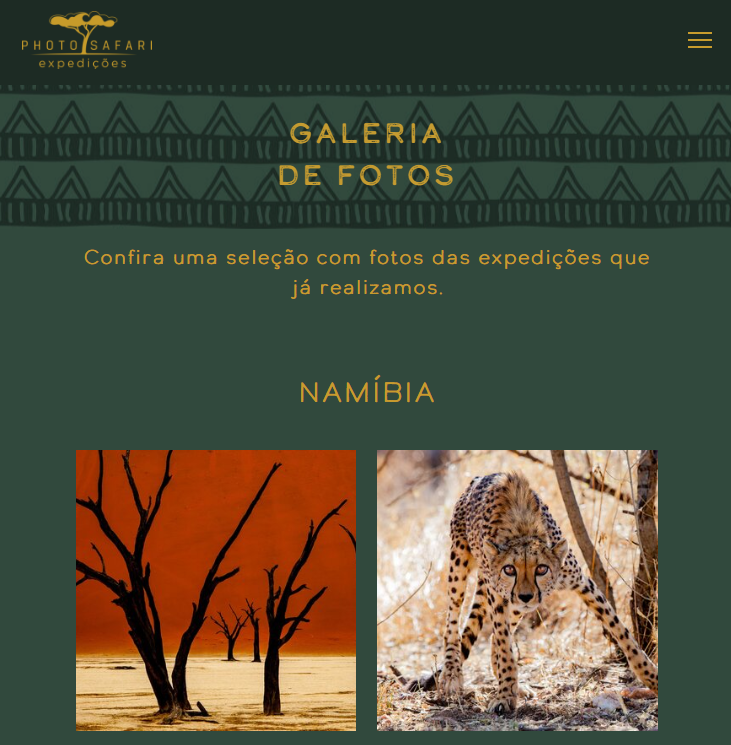 PHOTO SAFARI
expedições
GALERIA
DE FOTOS
Confira uma seleção com fotos das expedições que
já realizamos.
NAMÍBIA